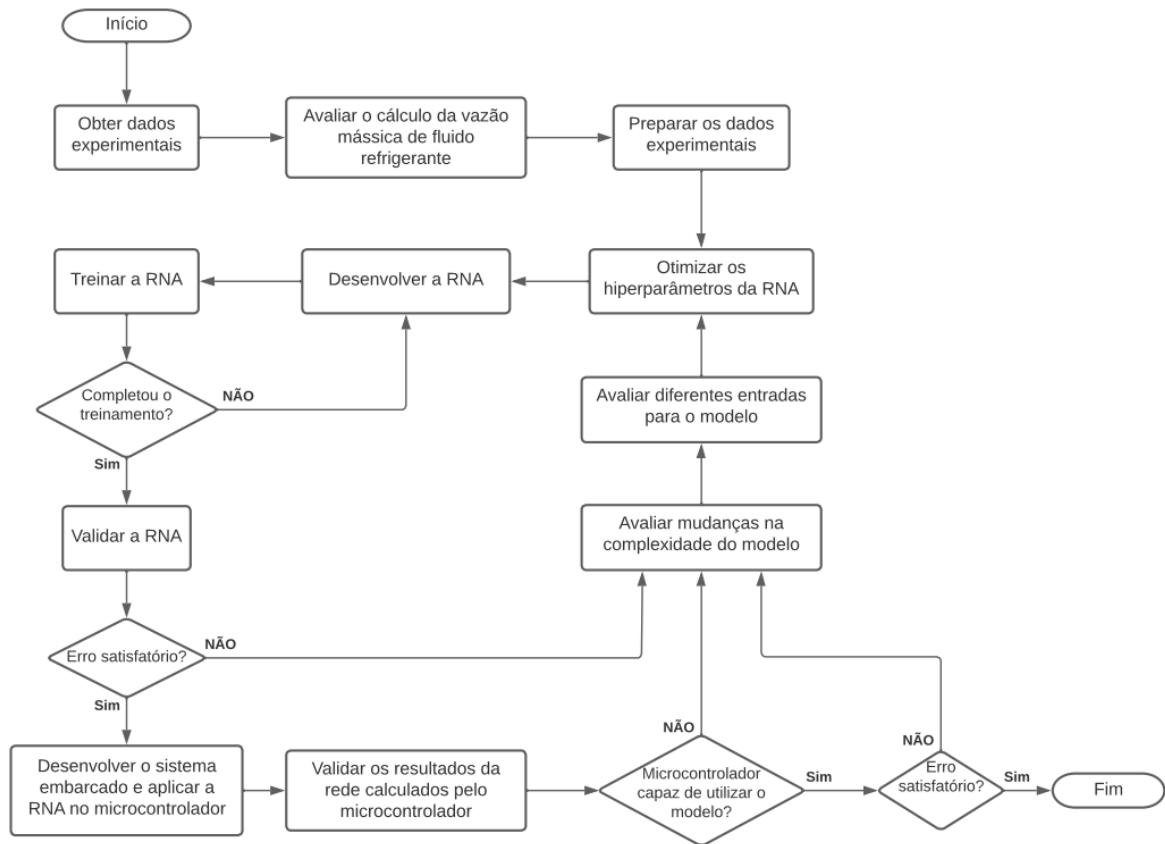 Início
Obter dados
experimentais
Avaliar o cálculo da vazão
mássica de fluido
refrigerante
Preparar os dados
experimentais
Treinar a RNA
Desenvolver a RNA
Otimizar os
hiperparâmetros da RNA
Completou o
treinamento?
NÃO
Avaliar diferentes entradas
para o modelo
Sim
Validar a RNA
Avaliar mudanças na
complexidade do modelo
Erro satisfatório?
NÃO
Sim
Desenvolver o sistema
embarcado e aplicar a
RNA no microcontrolador
Validar os resultados da
rede calculados pelo
microcontrolador
NÃO
Microcontrolador
capaz de utilizar o
modelo?
Sim
NÃO
Erro
satisfatório?
Sim
Fim